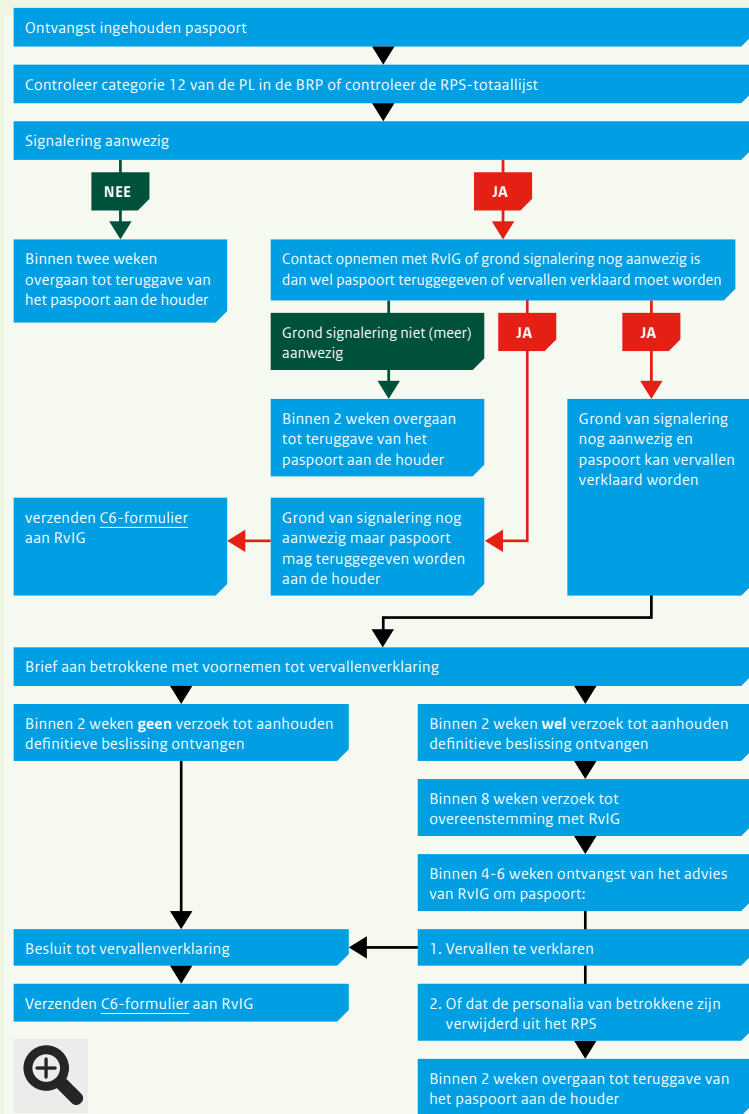 Ontvangst ingehouden paspoort
Controleer categorie 12 van de PL in de BRP of controleer de RPS-totaallijst
Signalering aanwezig
NEE
JA
Binnen twee weken
overgaan tot teruggave van
het paspoort aan de houder
Contact opnemen met RvIG of grond signalering nog aanwezig is
dan wel paspoort teruggegeven of vervallen verklaard moet worden
Grond signalering niet (meer)
aanwezig
JA
JA
Binnen 2 weken overgaan
tot teruggave van het
paspoort aan de houder
Grond van signalering
nog aanwezig en
paspoort kan vervallen
verklaard worden
verzenden C6-formulier
aan RvIG
Grond van signalering nog
aanwezig maar paspoort
mag teruggegeven worden
aan de houder
Brief aan betrokkene met voornemen tot vervallenverklaring
Binnen 2 weken geen verzoek tot aanhouden
definitieve beslissing ontvangen
Binnen 2 weken wel verzoek tot aanhouden
definitieve beslissing ontvangen
Binnen 8 weken verzoek tot
overeenstemming met RvIG
Binnen 4-6 weken ontvangst van het advies
van RvIG om paspoort:
Besluit tot vervallenverklaring
1. Vervallen te verklaren
Verzenden C6-formulier aan RvIG
2. Of dat de personalia van betrokkene zijn
verwijderd uit het RPS
Binnen 2 weken overgaan tot teruggave van
het paspoort aan de houder